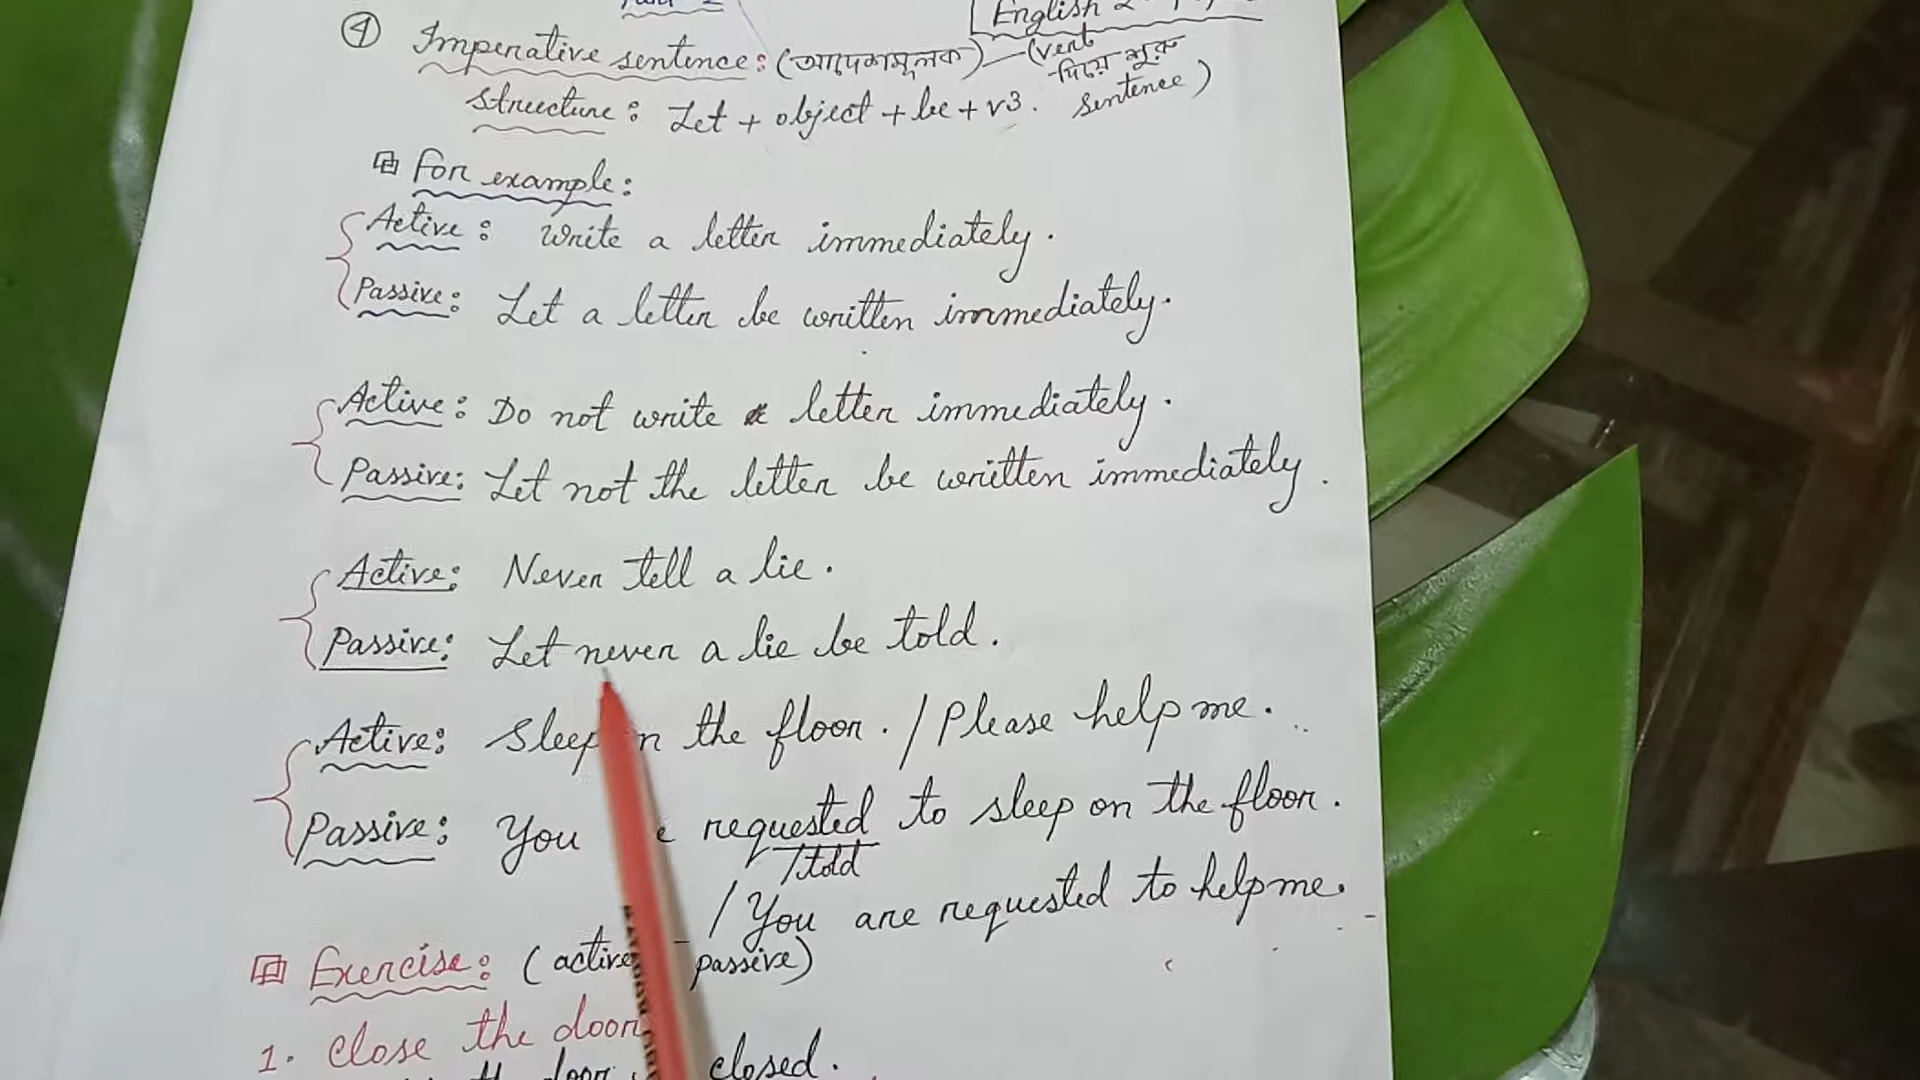 ④ Imperative sentence: (আদেশমূলক) — (verb
দিয়ে শুরু
sentence)
Structure: Let + object + be + v3.
For example:
Active: Write a letter immediately.
Passive: Let a letter be written immediately.
Active: Do not write a letter immediately.
Passive: Let not the letter be written immediately.
Active: Never tell a lie.
Passive: Let never a lie be told.
Active: Sleep on the floor. / Please help me.
Passive: You requested to sleep on the floor.
/told
/ You are requested to help me.
Exercise: (active passive)
1. Close the door
the door closed.